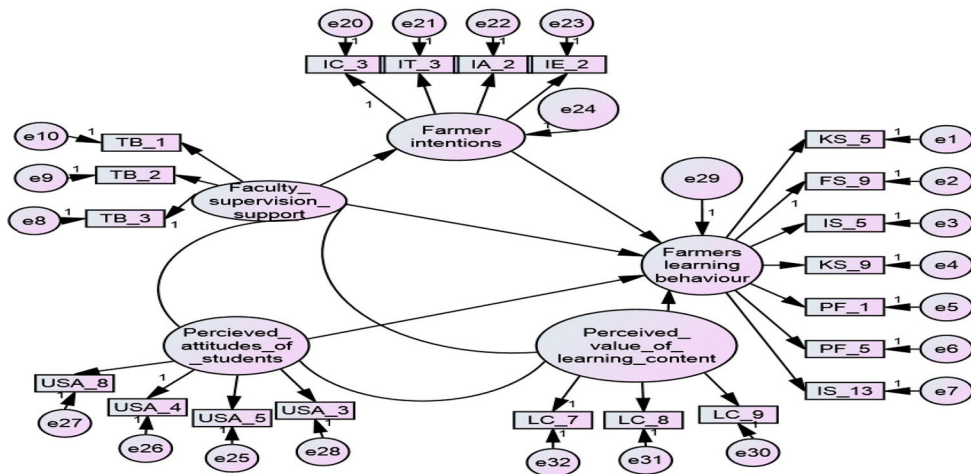 e20 e21 e22 e23
1 1 1 1
IC_3 IT_3 IA_2 IE_2
1
e24
1
Farmer
intentions
e10 1 TB_1
e9 1 TB_2
e8 1 TB_3
1
Faculty_
supervision_
support
e29
1
Farmers
learning
behaviour
KS_5 1 e1
FS_9 1 e2
1
IS_5 1 e3
KS_9 1 e4
PF_1 1 e5
PF_5 1 e6
IS_13 1 e7
Percieved_
attitudes_of
_students
Perceived_
value_of_
learning_content
USA_8 USA_4 USA_5 USA_3
1
1 1 1 1
e27 e26 e25 e28
LC_7 LC_8 LC_9
1
1 1 1
e32 e31 e30